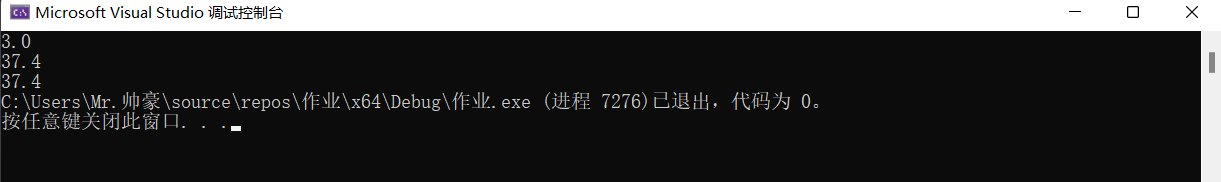 Microsoft Visual Studio 调试控制台
3.0
37.4
37.4
C:\Users\Mr.帅豪\source\repos\作业\x64\Debug\作业.exe (进程 7276)已退出，代码为 0。
按任意键关闭此窗口. . .